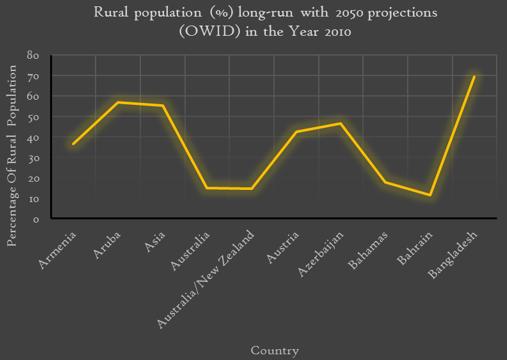 Rural population (%) long-run with 2050 projections
(OWID) in the Year 2010
Percentage Of Rural Population
80
70
60
50
40
30
20
10
0
Armenia
Aruba
Asia
Australia
Australia/New Zealand
Austria
Azerbaijan
Bahamas
Bahrain
Bangladesh
Country